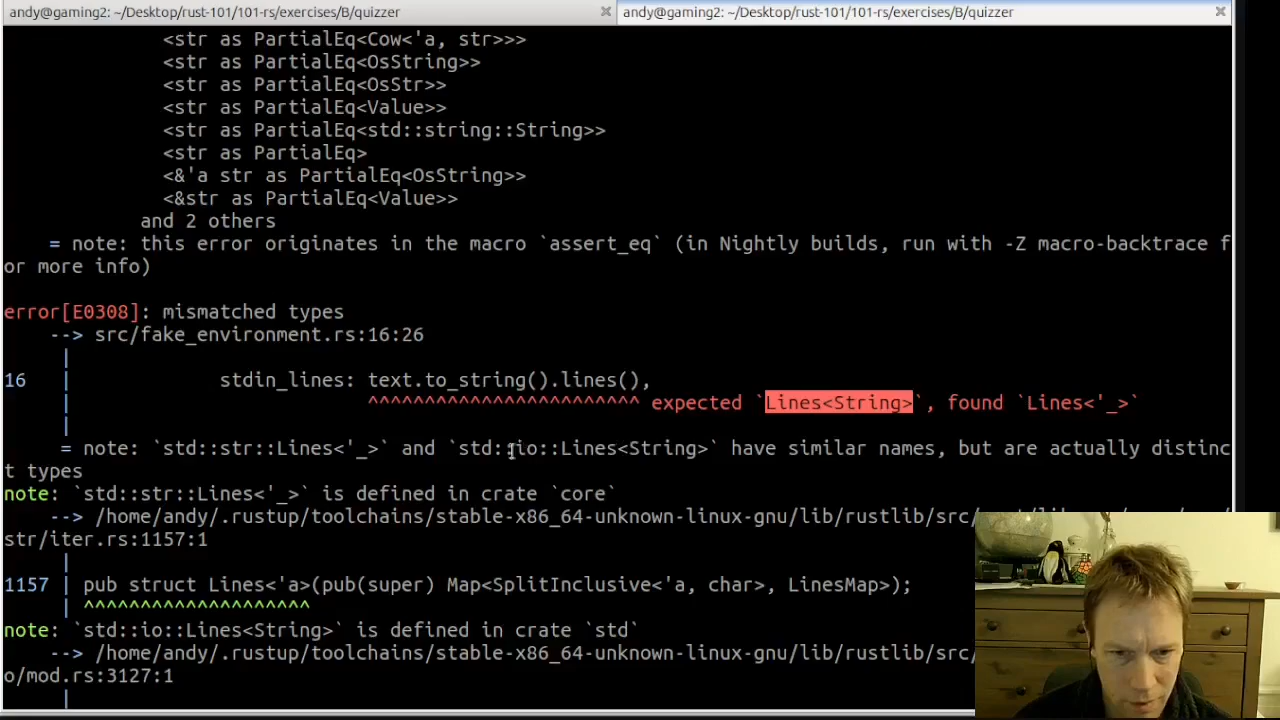 andy@gaming2: ~/Desktop/rust-101/101-rs/exercises/B/quizzer
andy@gaming2: ~/Desktop/rust-101/101-rs/exercises/B/quizzer
<str as PartialEq<Cow<'a, str>>>
<str as PartialEq<OsString>>
<str as PartialEq<OsStr>>
<str as PartialEq<Value>>
<str as PartialEq<std::string::String>>
<str as PartialEq>
<&'a str as PartialEq<OsString>>
<&str as PartialEq<Value>>
and 2 others
= note: this error originates in the macro `assert_eq` (in Nightly builds, run with -Z macro-backtrace f
or more info)
error[E0308]: mismatched types
--> src/fake_environment.rs:16:26
|
16 | stdin_lines: text.to_string().lines(),
| ^^^^^^^^^^^^^^^^^^^^^^^^ expected `Lines<String>`, found `Lines<'_>`
|
= note: `std::str::Lines<'_>` and `std::io::Lines<String>` have similar names, but are actually distinc
t types
note: `std::str::Lines<'_>` is defined in crate `core`
--> /home/andy/.rustup/toolchains/stable-x86_64-unknown-linux-gnu/lib/rustlib/src/
str/iter.rs:1157:1
|
1157 | pub struct Lines<'a>(pub(super) Map<SplitInclusive<'a, char>, LinesMap>);
| ^^^^^^^^^^^^^^^^^^^^
note: `std::io::Lines<String>` is defined in crate `std`
--> /home/andy/.rustup/toolchains/stable-x86_64-unknown-linux-gnu/lib/rustlib/src/
o/mod.rs:3127:1
|